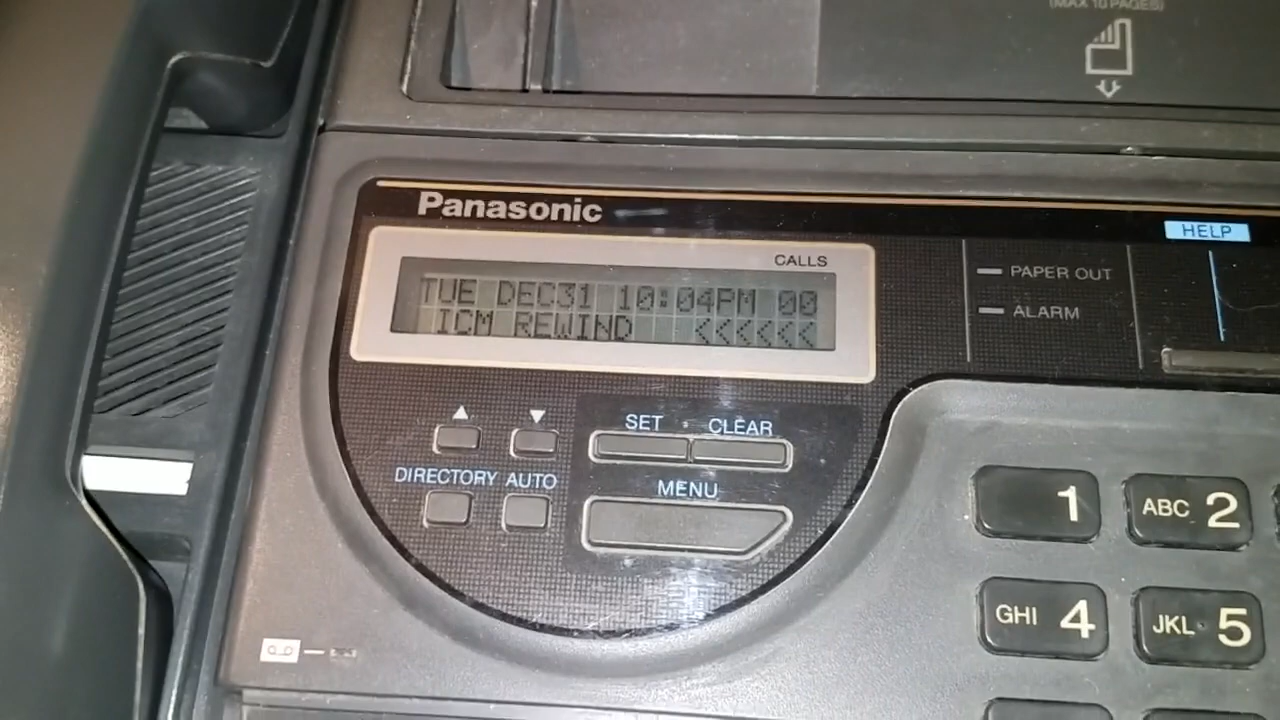 (MAX 10 PAGES)
Panasonic
HELP
CALLS
PAPER OUT
ALARM
TUE DEC31 10:04PM 00
ICM REWIND <<<<<<
▲ ▼
SET CLEAR
DIRECTORY AUTO
MENU
1
ABC 2
GHI 4
JKL 5